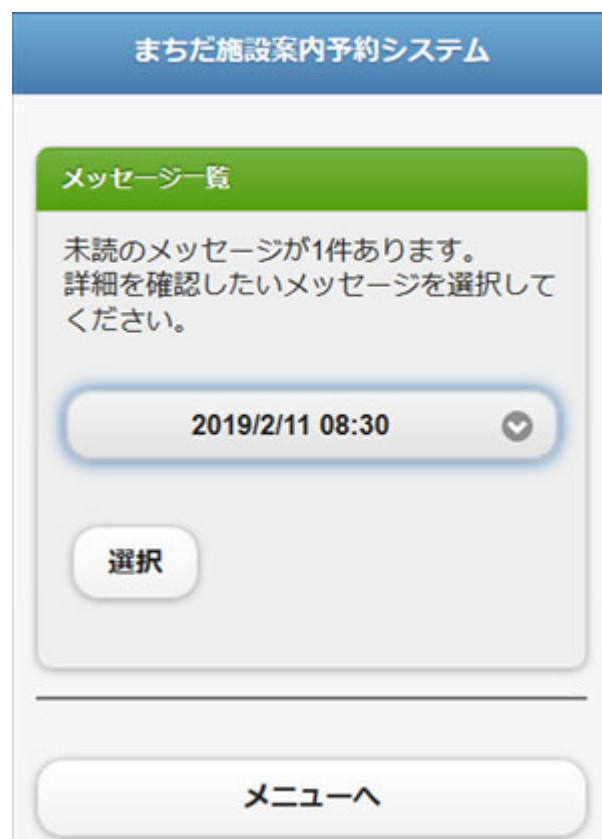 まちだ施設案内予約システム
メッセージ一覧
未読のメッセージが1件あります。
詳細を確認したいメッセージを選択して
ください。
2019/2/11 08:30
選択
メニューへ